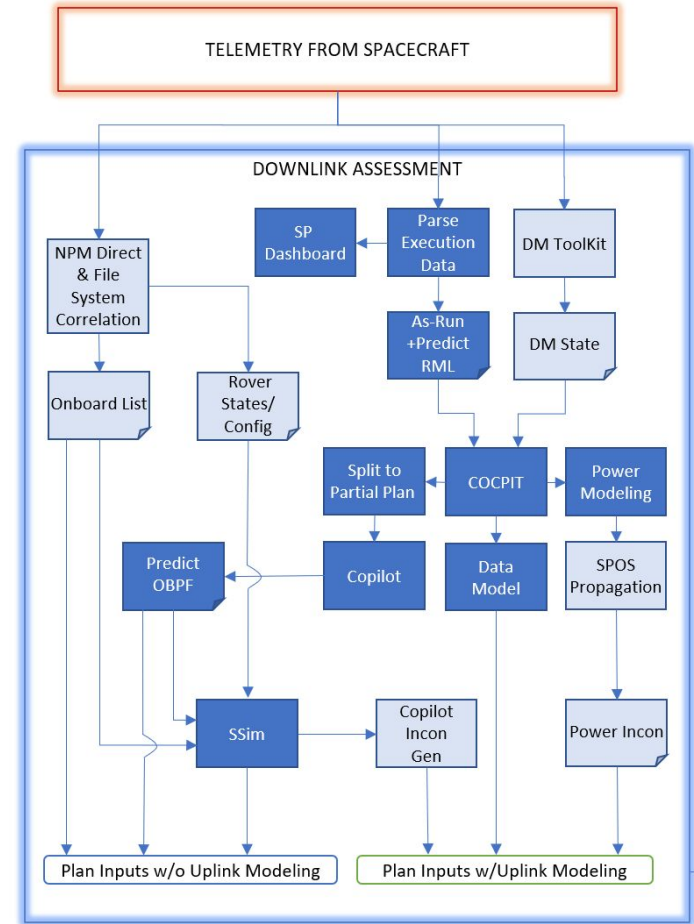 TELEMETRY FROM SPACECRAFT
DOWNLINK ASSESSMENT
NPM Direct
& File
System
Correlation
SP
Dashboard
Parse
Execution
Data
DM ToolKit
Onboard List
Rover
States/
Config
As-Run
+Predict
RML
DM State
Split to
Partial Plan
COCPIT
Power
Modeling
Predict
OBPF
Copilot
Data
Model
SPOS
Propagation
SSim
Copilot
Incon
Gen
Power Incon
Plan Inputs w/o Uplink Modeling
Plan Inputs w/Uplink Modeling